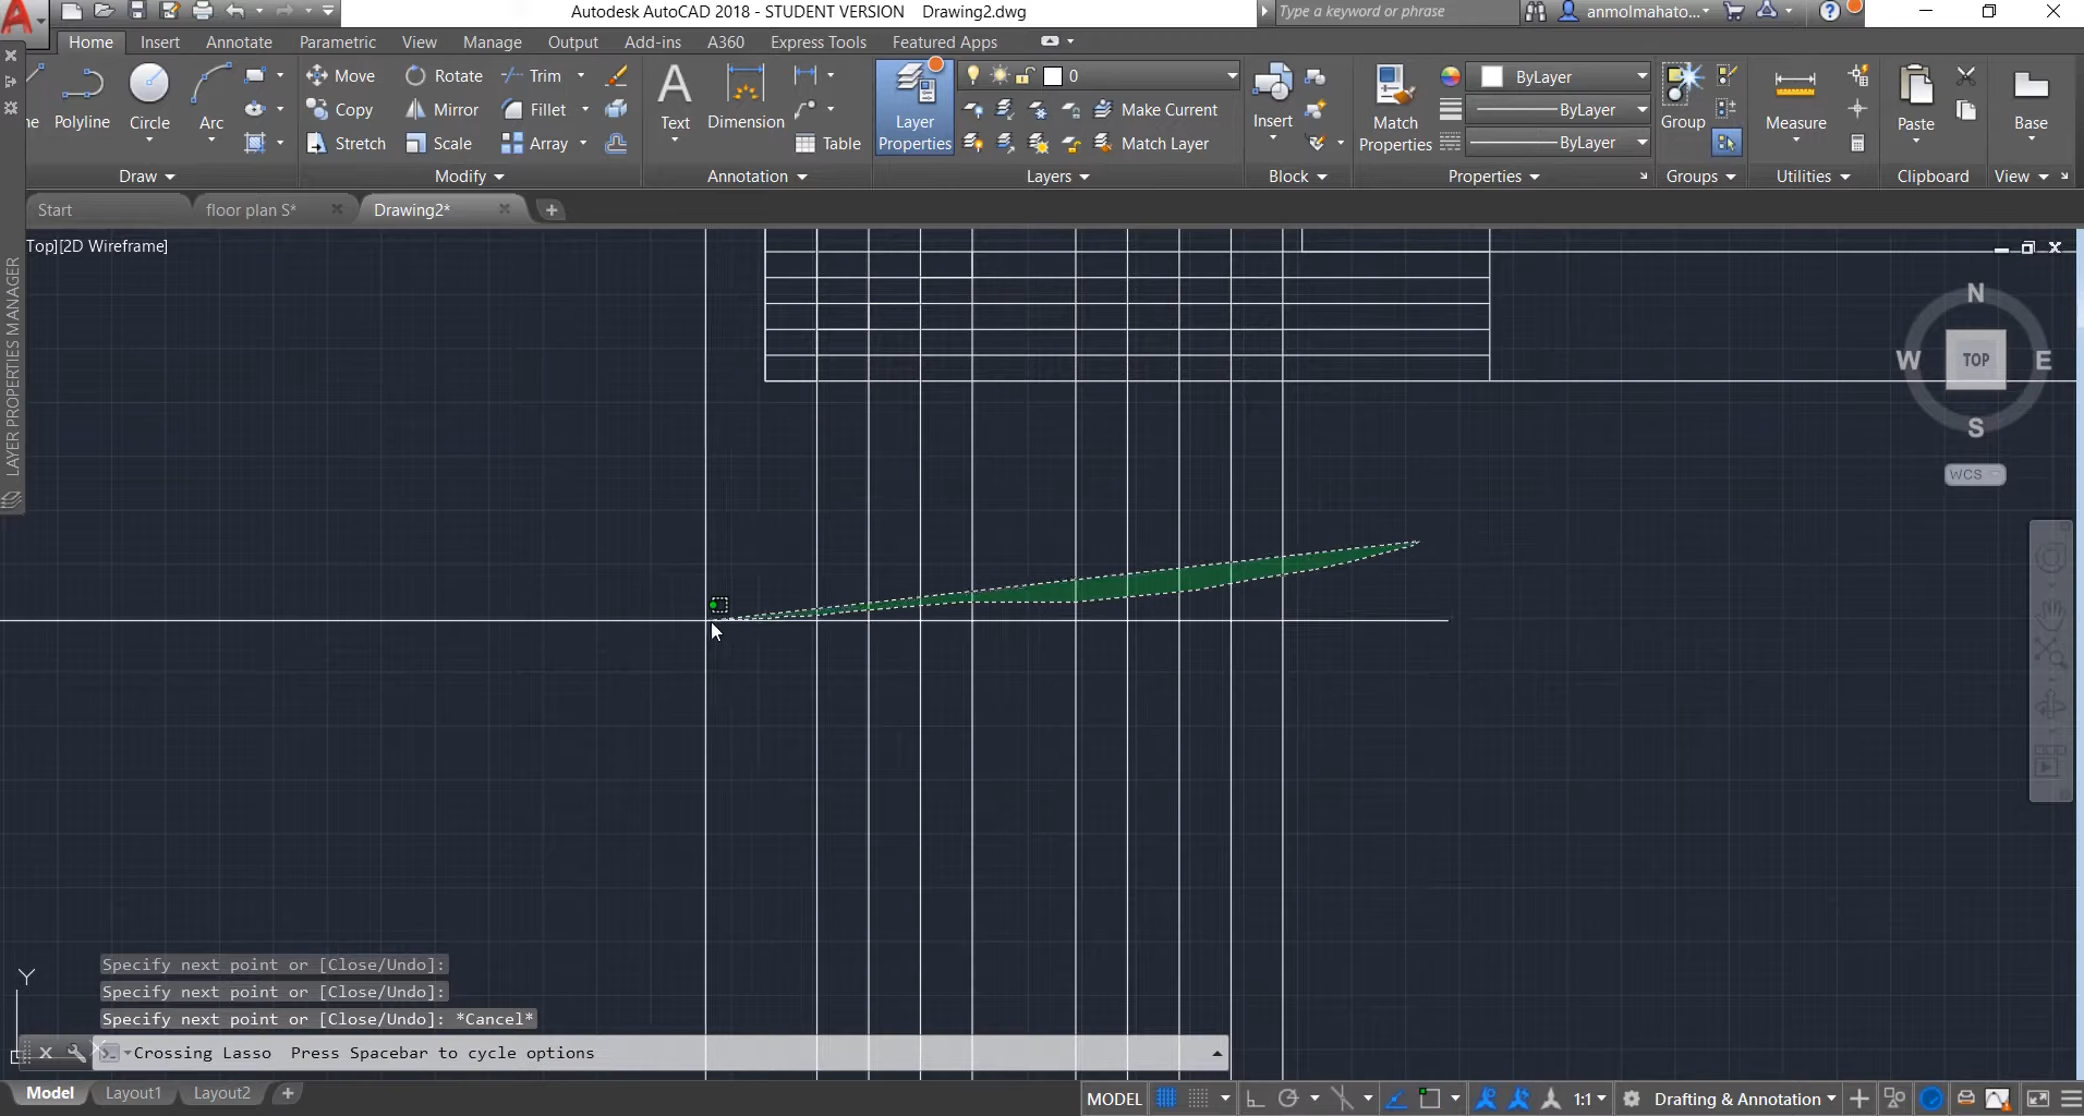 Autodesk AutoCAD 2018 - STUDENT VERSION Drawing2.dwg
Type a keyword or phrase
anmolmahato...
Home Insert Annotate Parametric View Manage Output Add-ins A360 Express Tools Featured Apps
Polyline
Circle
Arc
Move
Copy
Stretch
Rotate
Mirror
Scale
Trim
Fillet
Array
Text
Dimension
Table
Layer
Properties
0
Make Current
Match Layer
Insert
Match
Properties
ByLayer
ByLayer
ByLayer
Group
Measure
Paste
Base
Draw
Modify
Annotation
Layers
Block
Properties
Groups
Utilities
Clipboard
View
Start
floor plan S*
Drawing2*
Top][2D Wireframe]
LAYER PROPERTIES MANAGER
N
W TOP E
S
WCS
Y
X
Specify next point or [Close/Undo]:
Specify next point or [Close/Undo]:
Specify next point or [Close/Undo]: *Cancel*
Crossing Lasso Press Spacebar to cycle options
Model Layout1 Layout2
MODEL
1:1
Drafting & Annotation